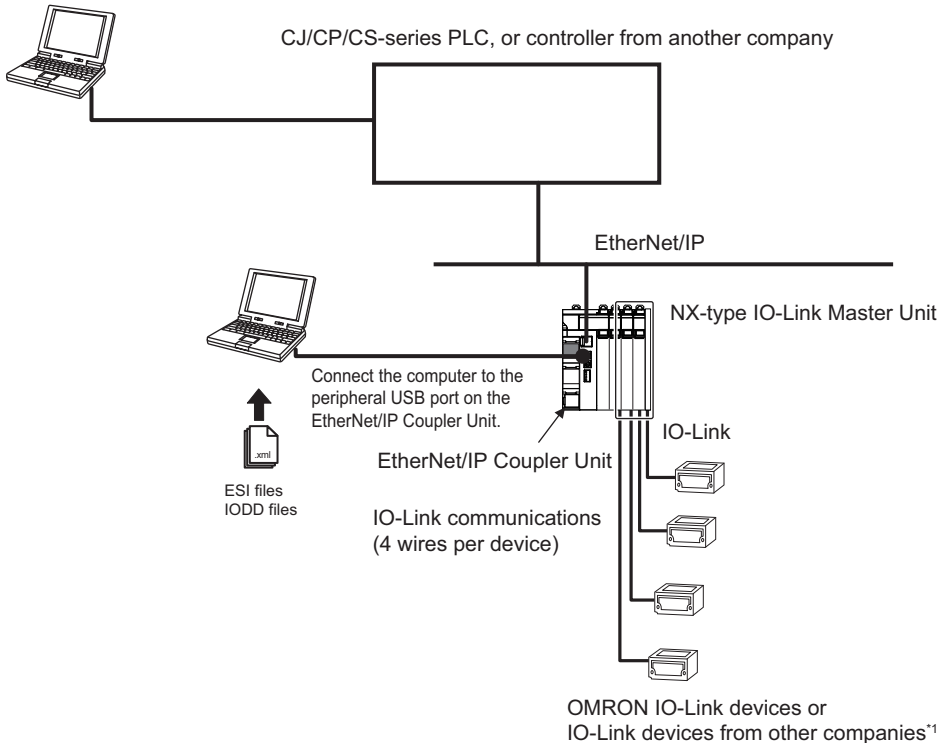 CJ/CP/CS-series PLC, or controller from another company
EtherNet/IP
NX-type IO-Link Master Unit
Connect the computer to the
peripheral USB port on the
EtherNet/IP Coupler Unit.
IO-Link
.xml
EtherNet/IP Coupler Unit
ESI files
IODD files
IO-Link communications
(4 wires per device)
OMRON IO-Link devices or
IO-Link devices from other companies*1